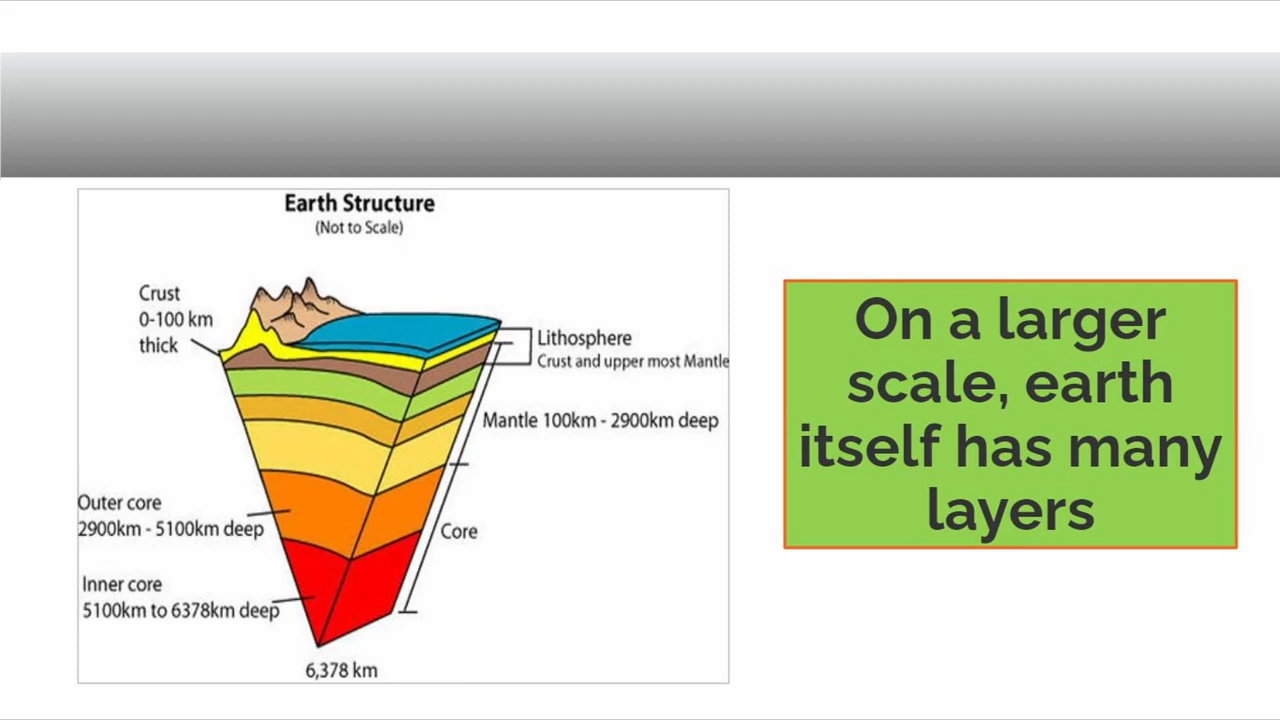 Earth Structure
(Not to Scale)
Crust
0-100 km
thick
Lithosphere
Crust and upper most Mantle
Mantle 100km - 2900km deep
Outer core
2900km - 5100km deep
Core
Inner core
5100km to 6378km deep
6,378 km
On a larger
scale, earth
itself has many
layers